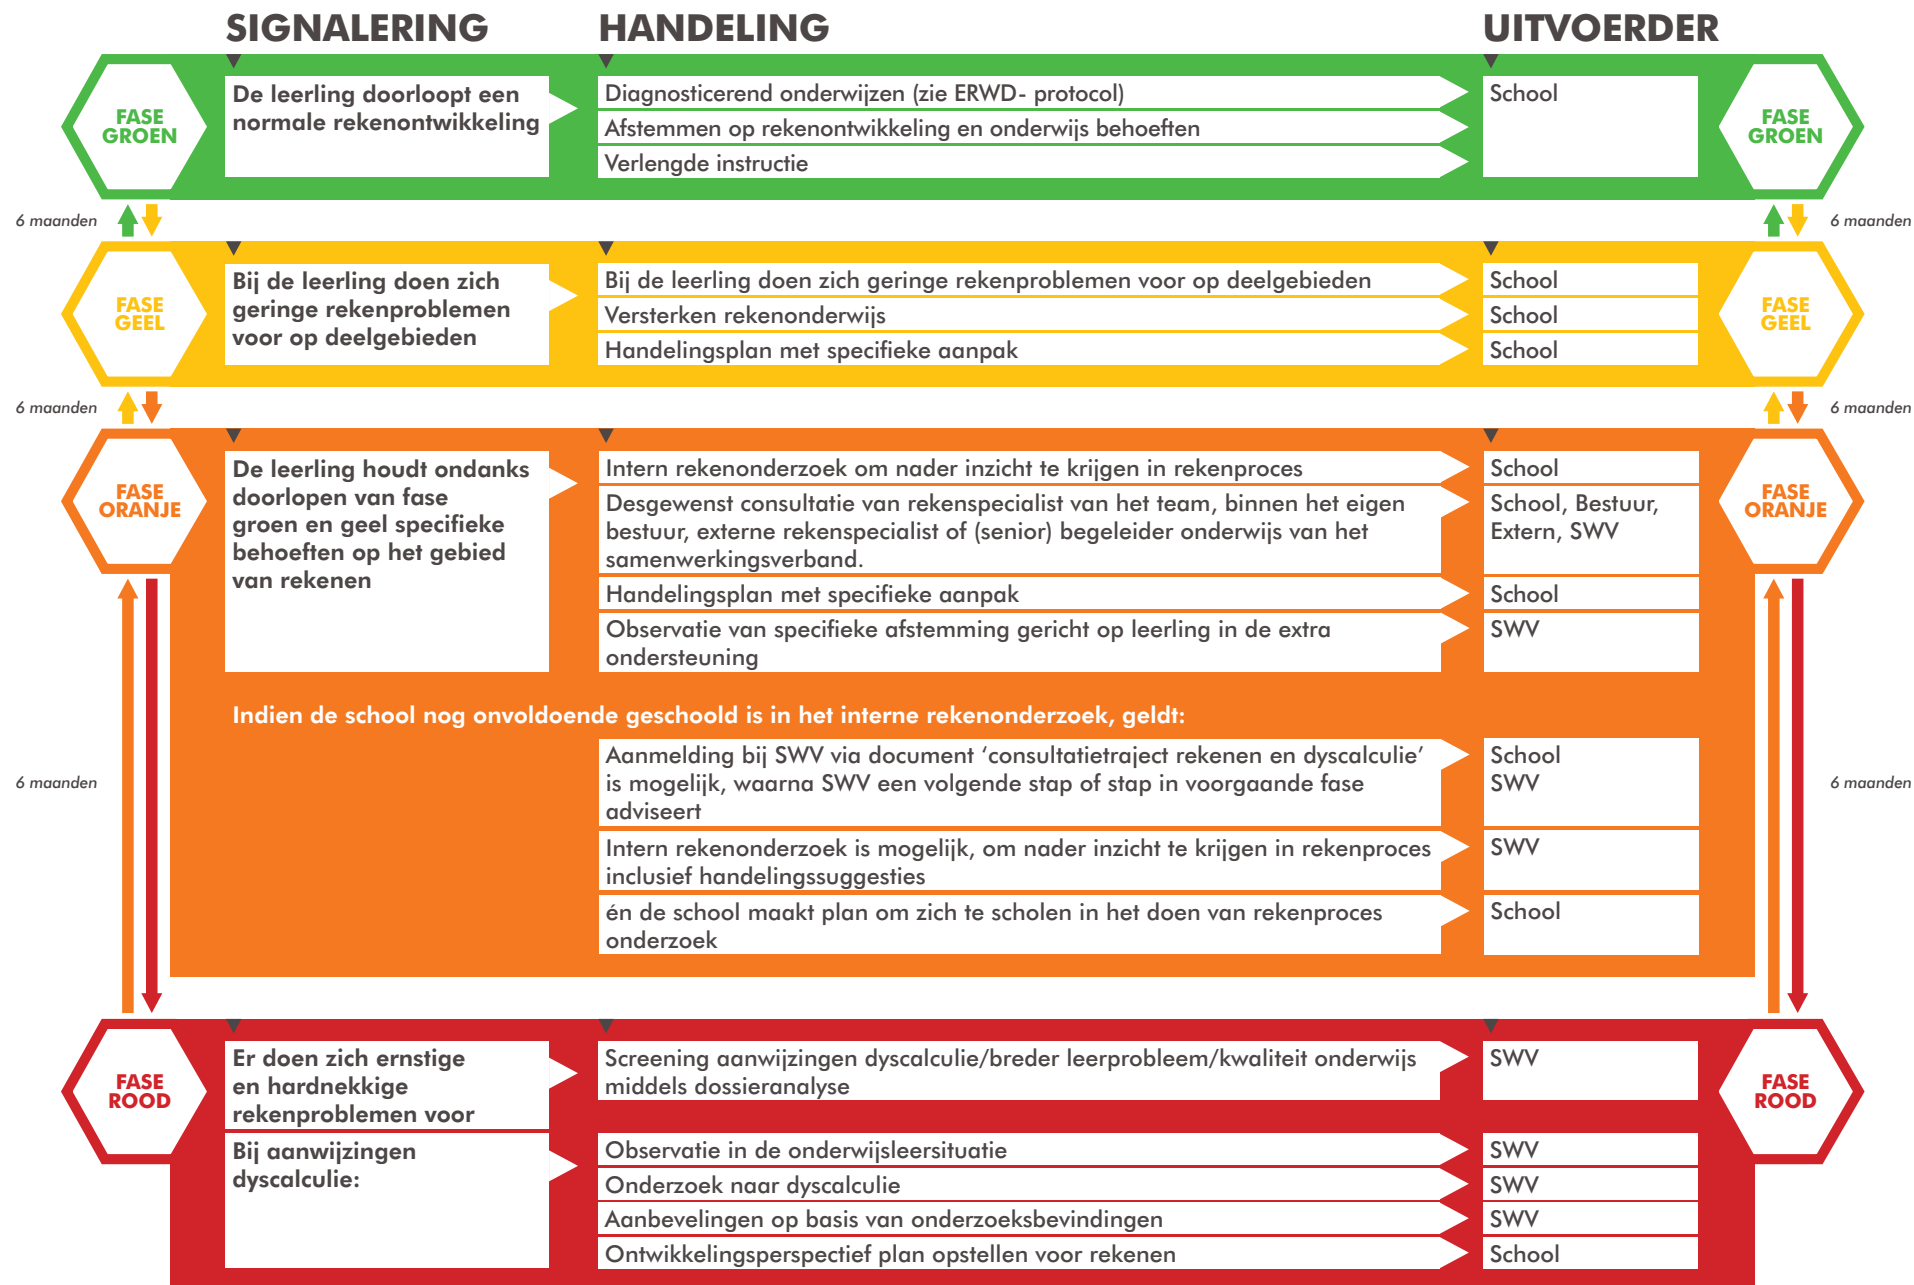 SIGNALERING HANDELING UITVOERDER
FASE
GROEN
De leerling doorloopt een
normale rekenontwikkeling
Diagnosticerend onderwijzen (zie ERWD- protocol)
Afstemmen op rekenontwikkeling en onderwijs behoeften
Verlengde instructie
School
FASE
GROEN
6 maanden
6 maanden
FASE
GEEL
Bij de leerling doen zich
geringe rekenproblemen
voor op deelgebieden
Bij de leerling doen zich geringe rekenproblemen voor op deelgebieden
School
Versterken rekenonderwijs
School
Handelingsplan met specifieke aanpak
School
FASE
GEEL
6 maanden
6 maanden
FASE
ORANJE
De leerling houdt ondanks
doorlopen van fase
groen en geel specifieke
behoeften op het gebied
van rekenen
Intern rekenonderzoek om nader inzicht te krijgen in rekenproces
School
Desgewenst consultatie van rekenspecialist van het team, binnen het eigen
bestuur, externe rekenspecialist of (senior) begeleider onderwijs van het
samenwerkingsverband.
School, Bestuur,
Extern, SWV
Handelingsplan met specifieke aanpak
School
Observatie van specifieke afstemming gericht op leerling in de extra
ondersteuning
SWV
FASE
ORANJE
Indien de school nog onvoldoende geschoold is in het interne rekenonderzoek, geldt:
Aanmelding bij SWV via document ‘consultatietraject rekenen en dyscalculie’
is mogelijk, waarna SWV een volgende stap of stap in voorgaande fase
adviseert
School
SWV
6 maanden
6 maanden
Intern rekenonderzoek is mogelijk, om nader inzicht te krijgen in rekenproces
inclusief handelingssuggesties
SWV
én de school maakt plan om zich te scholen in het doen van rekenproces
onderzoek
School
FASE
ROOD
Er doen zich ernstige
en hardnekkige
rekenproblemen voor
Screening aanwijzingen dyscalculie/breder leerprobleem/kwaliteit onderwijs
middels dossieranalyse
SWV
FASE
ROOD
Bij aanwijzingen
dyscalculie:
Observatie in de onderwijsleersituatie
SWV
Onderzoek naar dyscalculie
SWV
Aanbevelingen op basis van onderzoeksbevindingen
SWV
Ontwikkelingsperspectief plan opstellen voor rekenen
School